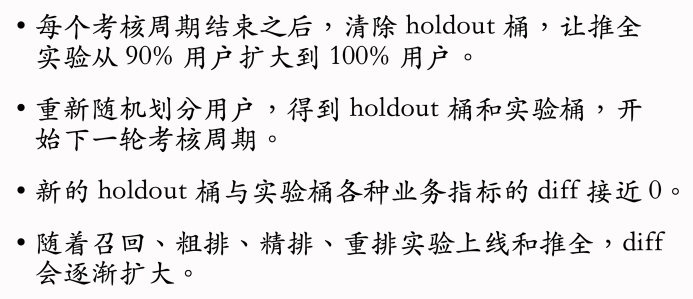 • 每个考核周期结束之后，清除 holdout 桶，让推全
实验从 90% 用户扩大到 100% 用户。
• 重新随机划分用户，得到 holdout 桶和实验桶，开
始下一轮考核周期。
• 新的 holdout 桶与实验桶各种业务指标的 diff 接近 0。
• 随着召回、粗排、精排、重排实验上线和推全，diff
会逐渐扩大。